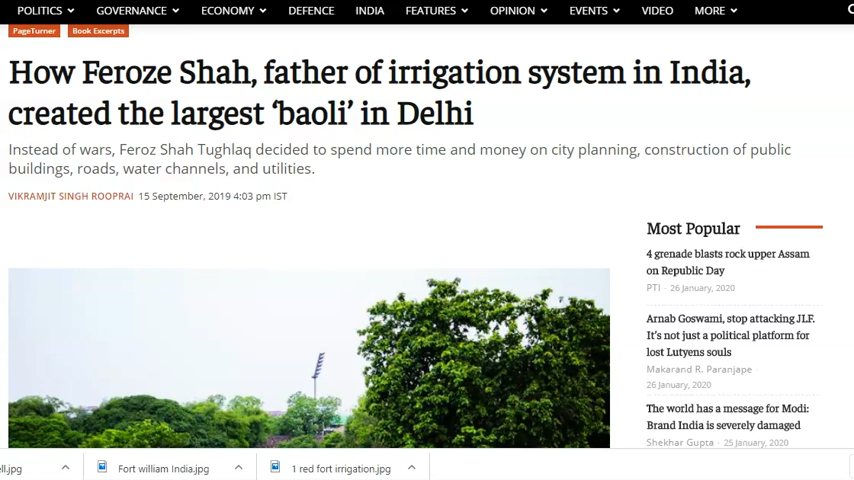 POLITICS GOVERNANCE ECONOMY DEFENCE INDIA FEATURES OPINION EVENTS VIDEO MORE
PageTurner Book Excerpts
How Feroze Shah, father of irrigation system in India,
created the largest ‘baoli’ in Delhi
Instead of wars, Feroz Shah Tughlaq decided to spend more time and money on city planning, construction of public
buildings, roads, water channels, and utilities.
VIKRAMJIT SINGH ROOPRAI 15 September, 2019 4:03 pm IST
Most Popular
4 grenade blasts rock upper Assam
on Republic Day
PTI - 26 January, 2020
Arnab Goswami, stop attacking JLF.
It’s not just a political platform for
lost Lutyens souls
Makarand R. Paranjape -
26 January, 2020
The world has a message for Modi:
Brand India is severely damaged
Shekhar Gupta - 25 January, 2020
ell.jpg Fort william India.jpg 1 red fort irrigation.jpg